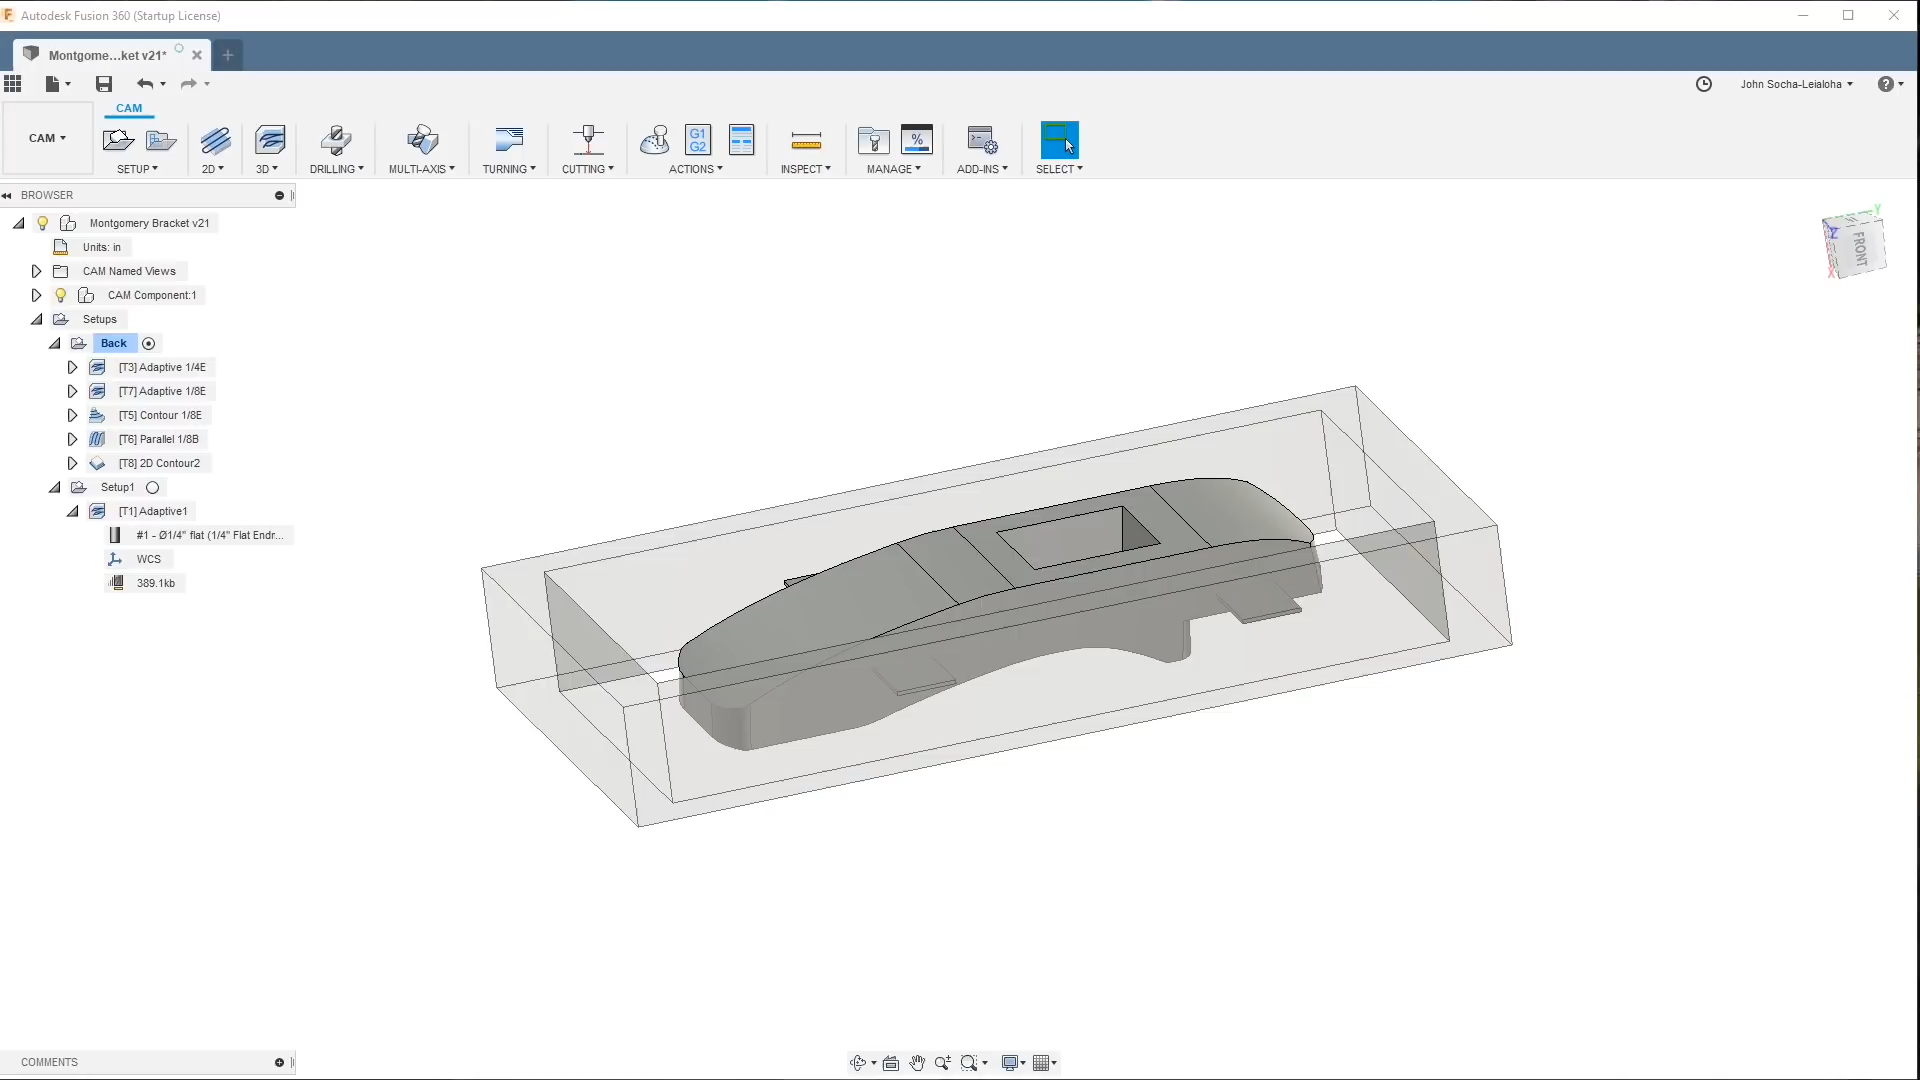 Autodesk Fusion 360 (Startup License)
Montgome...ket v21*
John Socha-Leialoha
CAM
CAM
G1
G2
%
SETUP
2D
3D
DRILLING
MULTI-AXIS
TURNING
CUTTING
ACTIONS
INSPECT
MANAGE
ADD-INS
SELECT
BROWSER
Montgomery Bracket v21
Units: in
CAM Named Views
CAM Component:1
Setups
Back
[T3] Adaptive 1/4E
[T7] Adaptive 1/8E
[T5] Contour 1/8E
[T6] Parallel 1/8B
[T8] 2D Contour2
Setup1
[T1] Adaptive1
#1 - Ø1/4" flat (1/4" Flat Endr...
WCS
389.1kb
Y
Z
X
FRONT
COMMENTS